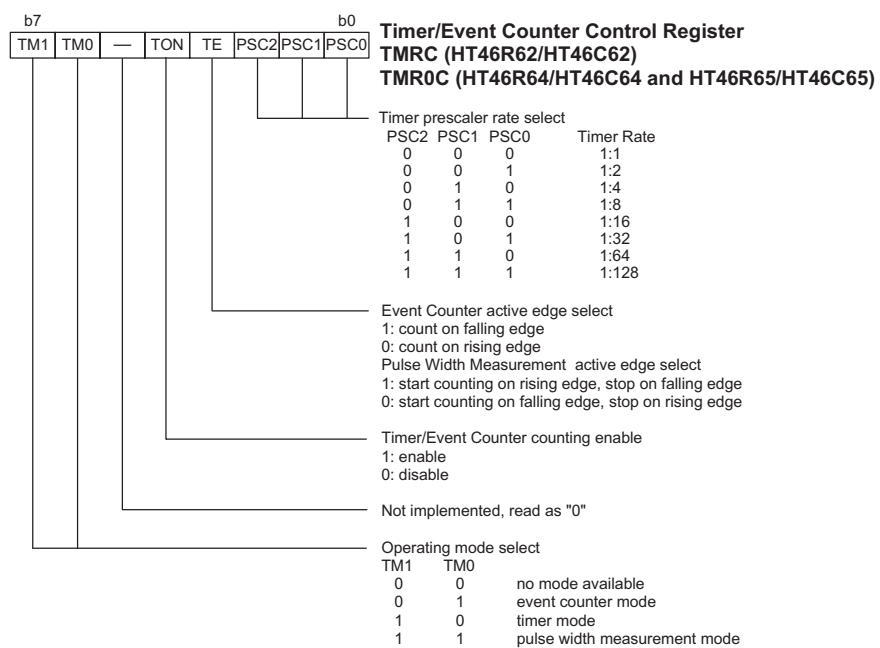 b7 b0
TM1 TM0 — TON TE PSC2 PSC1 PSC0
Timer/Event Counter Control Register
TMRC (HT46R62/HT46C62)
TMR0C (HT46R64/HT46C64 and HT46R65/HT46C65)
Timer prescaler rate select
PSC2 PSC1 PSC0 Timer Rate
0 0 0 1:1
0 0 1 1:2
0 1 0 1:4
0 1 1 1:8
1 0 0 1:16
1 0 1 1:32
1 1 0 1:64
1 1 1 1:128
Event Counter active edge select
1: count on falling edge
0: count on rising edge
Pulse Width Measurement active edge select
1: start counting on rising edge, stop on falling edge
0: start counting on falling edge, stop on rising edge
Timer/Event Counter counting enable
1: enable
0: disable
Not implemented, read as "0"
Operating mode select
TM1 TM0
0 0 no mode available
0 1 event counter mode
1 0 timer mode
1 1 pulse width measurement mode